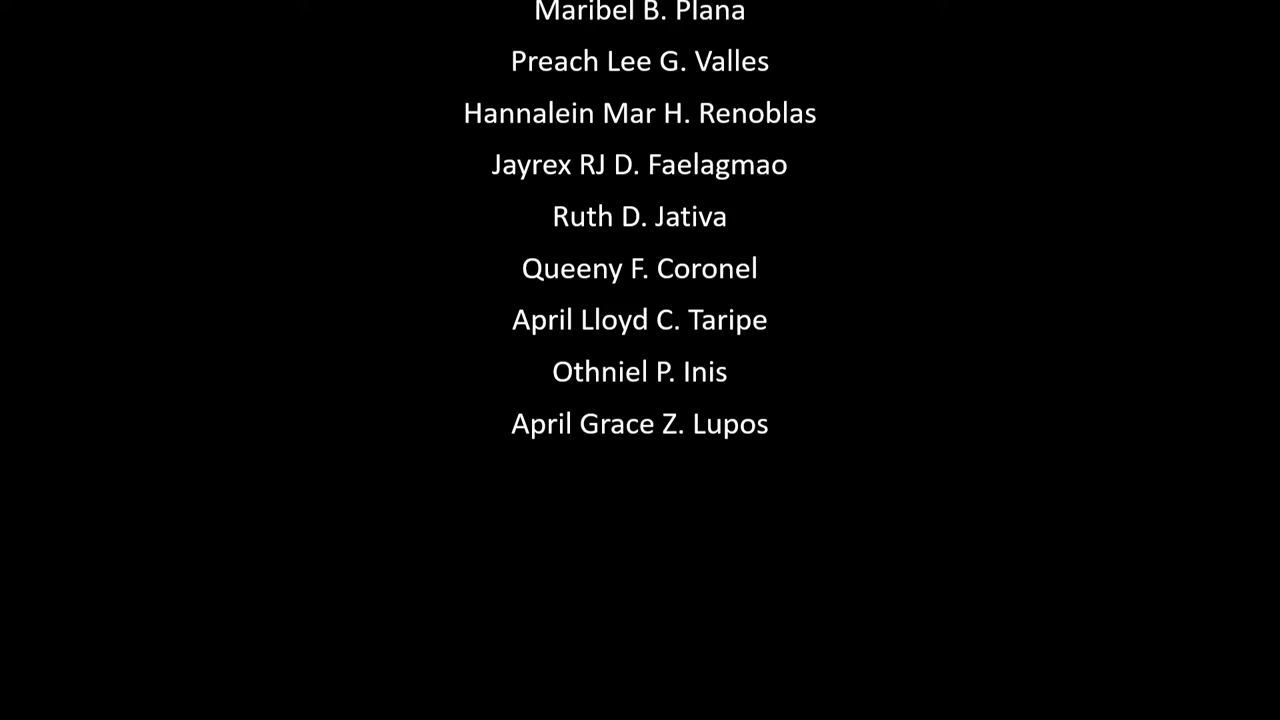 Maribel B. Plana
Preach Lee G. Valles
Hannalein Mar H. Renoblas
Jayrex RJ D. Faelagmao
Ruth D. Jativa
Queeny F. Coronel
April Lloyd C. Taripe
Othniel P. Inis
April Grace Z. Lupos